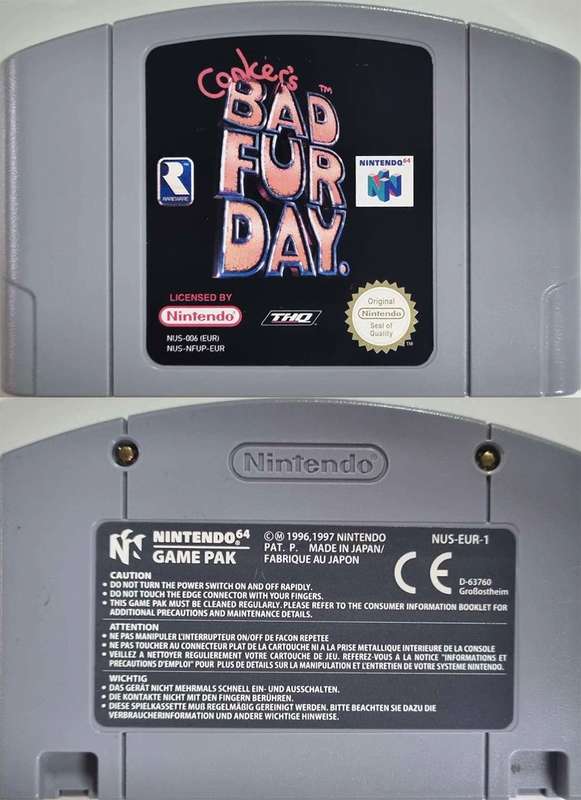 Conker's
BAD™
FUR
DAY.
RAREWARE
NINTENDO64
LICENSED BY
Nintendo
THQ
NUS-006 (EUR)
NUS-NFUP-EUR
Original
Nintendo
Seal of
Quality
TM
Nintendo
NINTENDO64
GAME PAK
©Ⓜ 1996,1997 NINTENDO
PAT. P. MADE IN JAPAN/
FABRIQUE AU JAPON
NUS-EUR-1
CE
D-63760
Großostheim
CAUTION
• DO NOT TURN THE POWER SWITCH ON AND OFF RAPIDLY.
• DO NOT TOUCH THE EDGE CONNECTOR WITH YOUR FINGERS.
• THIS GAME PAK MUST BE CLEANED REGULARLY. PLEASE REFER TO THE CONSUMER INFORMATION BOOKLET FOR
ADDITIONAL PRECAUTIONS AND MAINTENANCE DETAILS.
ATTENTION
• NE PAS MANIPULER L'INTERRUPTEUR ON/OFF DE FACON REPETEE
• NE PAS TOUCHER AU CONNECTEUR PLAT DE LA CARTOUCHE NI A LA PRISE METALLIQUE INTERIEURE DE LA CONSOLE
• VEILLEZ A NETTOYER REGULIEREMENT VOTRE CARTOUCHE DE JEU. REFEREZ-VOUS A LA NOTICE "INFORMATIONS ET
PRECAUTIONS D'EMPLOI" POUR PLUS DE DETAILS SUR LA MANIPULATION ET L'ENTRETIEN DE VOTRE SYSTEME NINTENDO.
WICHTIG
• DAS GERÄT NICHT MEHRMALS SCHNELL EIN- UND AUSSCHALTEN.
• DIE KONTAKTE NICHT MIT DEN FINGERN BERÜHREN.
• DIESE SPIELKASSETTE MUß REGELMÄßIG GEREINIGT WERDEN. BITTE BEACHTEN SIE DAZU DIE
VERBRAUCHERINFORMATION UND ANDERE WICHTIGE HINWEISE.